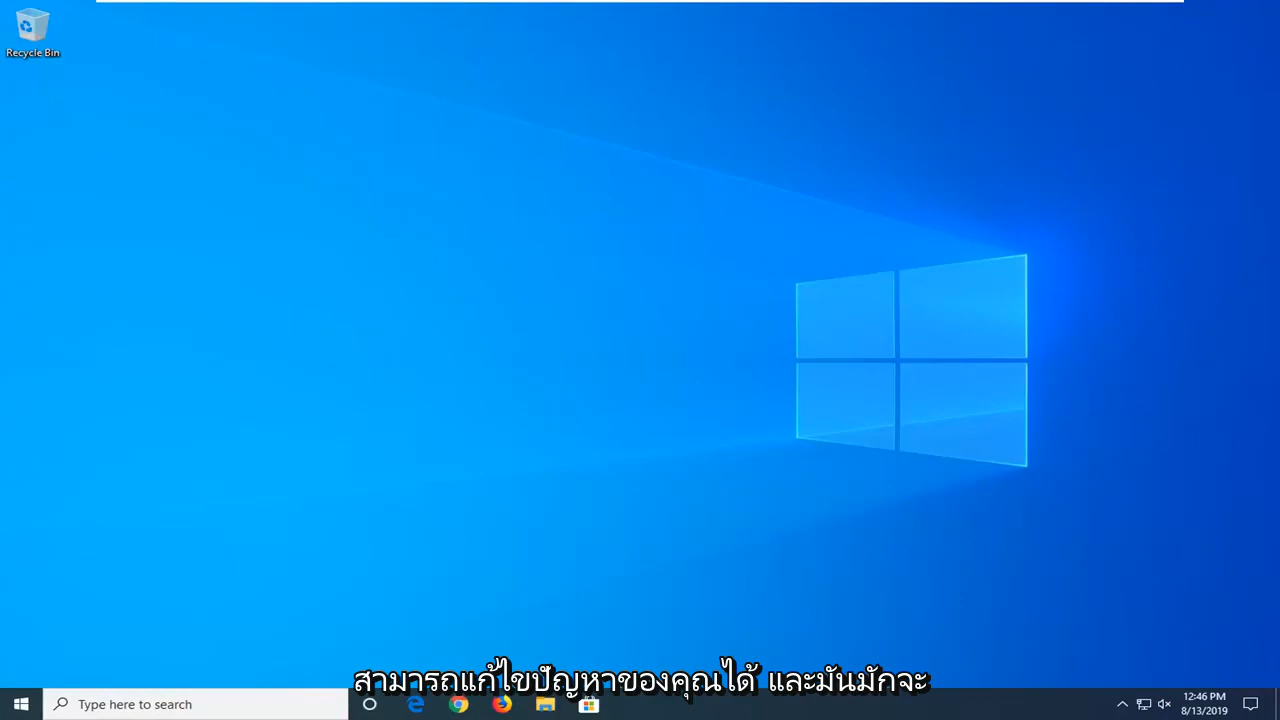 Recycle Bin
สามารถแก้ไขปัญหาของคุณได้ และมันมักจะ
Type here to search
12:46 PM
8/13/2019